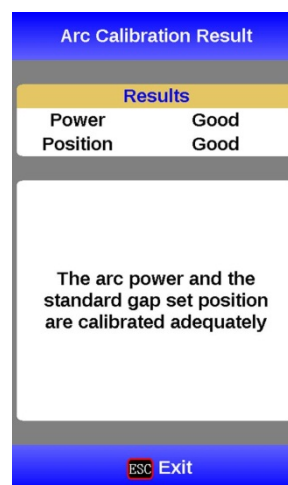 Arc Calibration Result
Results
Power Good
Position Good
The arc power and the
standard gap set position
are calibrated adequately
ESC Exit